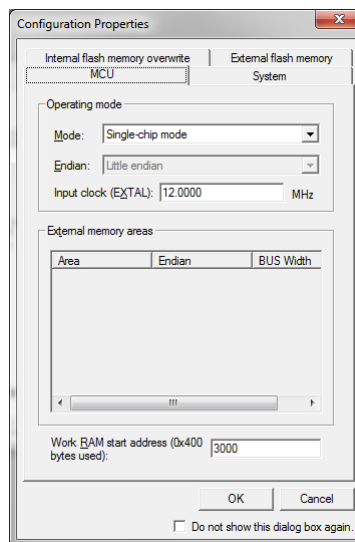 Configuration Properties
Internal flash memory overwrite
External flash memory
MCU
System
Operating mode
Mode: Single-chip mode
Endian: Little endian
Input clock (EXTAL): 12.0000 MHz
External memory areas
Area Endian BUS Width
Work RAM start address (0x400
bytes used): 3000
OK Cancel
Do not show this dialog box again.